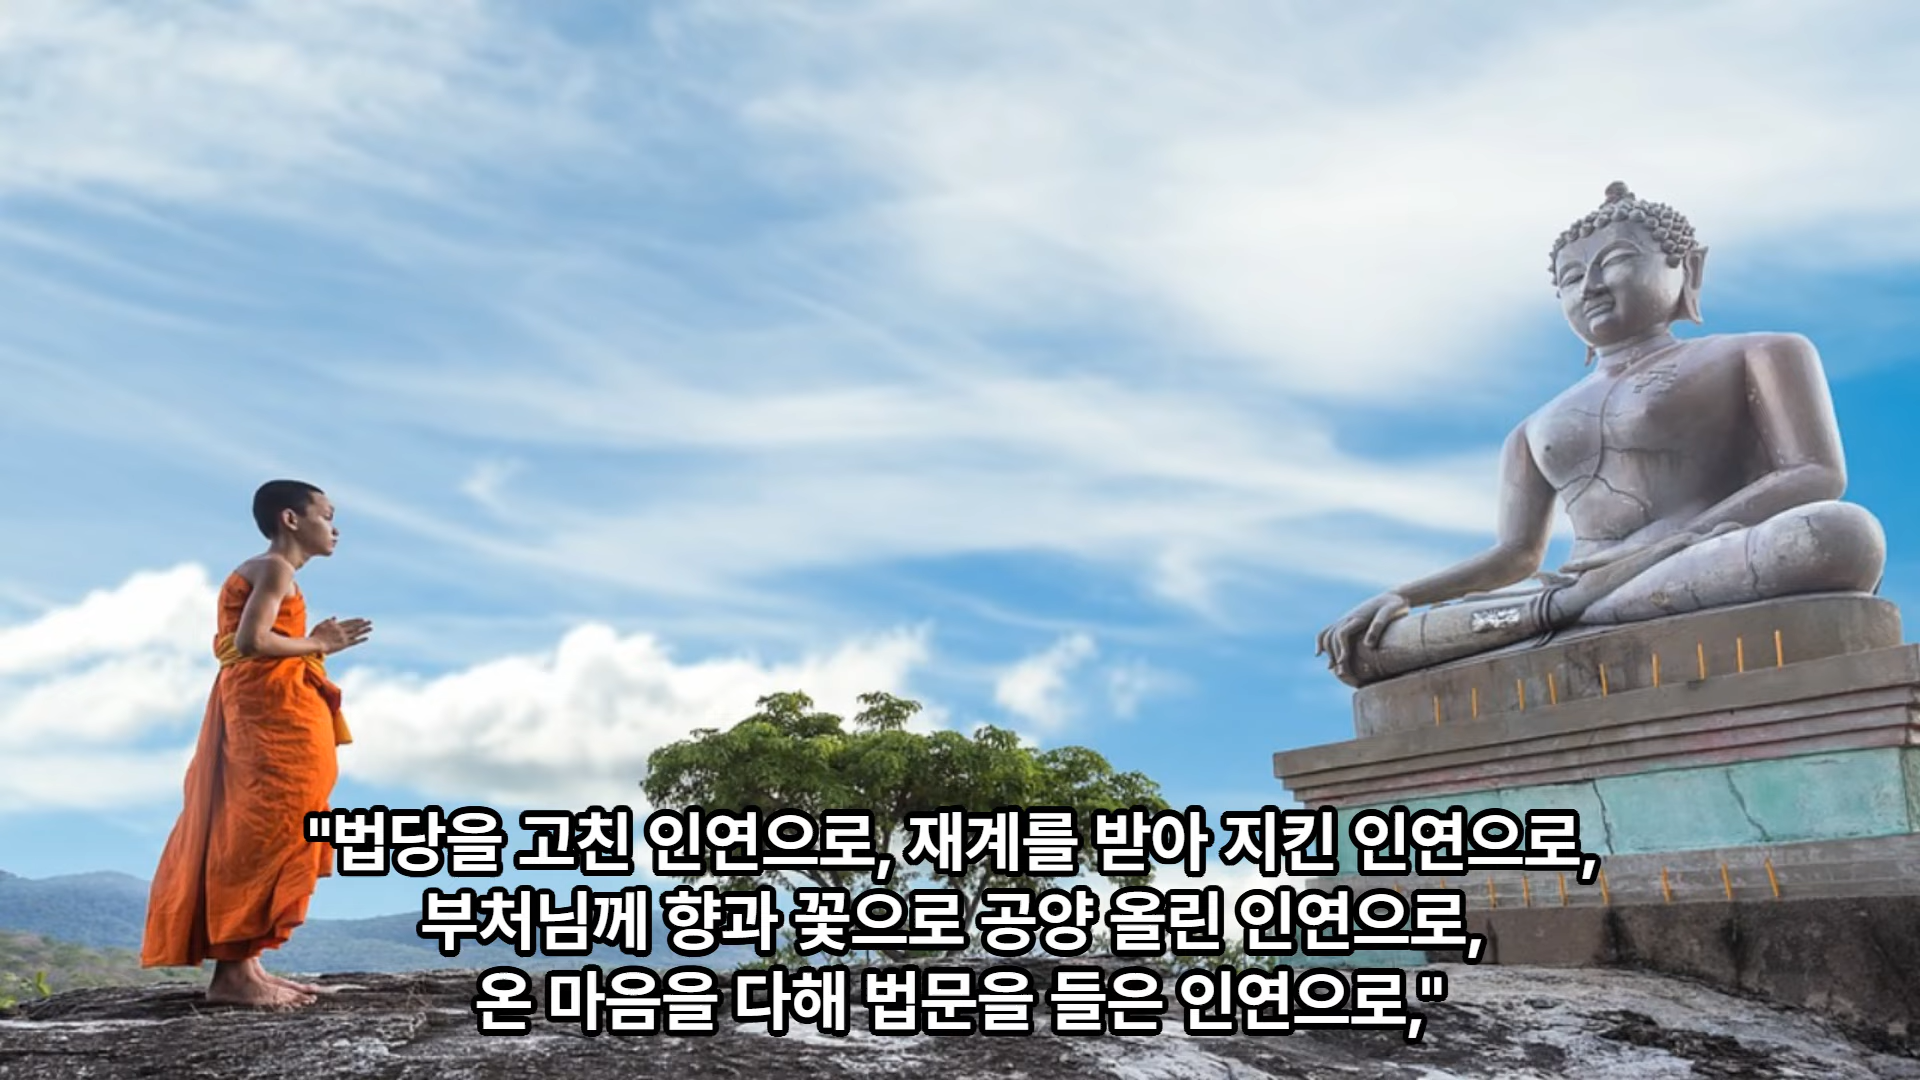 "법당을 고친 인연으로, 재계를 받아 지킨 인연으로,
부처님께 향과 꽃으로 공양 올린 인연으로,
온 마음을 다해 법문을 들은 인연으로,"